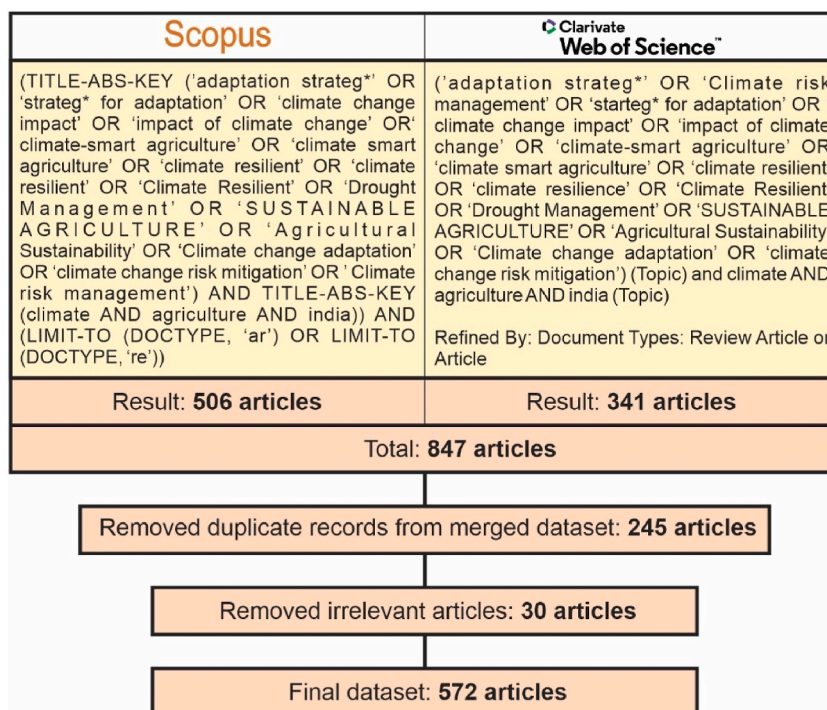 Scopus
Clarivate
Web of Science™
(TITLE-ABS-KEY ('adaptation strateg*' OR
'strateg* for adaptation' OR 'climate change
impact' OR 'impact of climate change' OR'
climate-smart agriculture' OR 'climate smart
agriculture' OR 'climate resilient' OR 'climate
resilient' OR 'Climate Resilient' OR 'Drought
Management' OR 'SUSTAINABLE
AGRICULTURE' OR 'Agricultural
Sustainability' OR 'Climate change adaptation'
OR 'climate change risk mitigation' OR ' Climate
risk management') AND TITLE-ABS-KEY
(climate AND agriculture AND india)) AND
(LIMIT-TO (DOCTYPE, 'ar') OR LIMIT-TO
(DOCTYPE, 're'))
('adaptation strateg*' OR 'Climate risk
management' OR 'starteg* for adaptation' OR
climate change impact' OR 'impact of climate
change' OR 'climate-smart agriculture' OR
'climate smart agriculture' OR 'climate resilient
OR 'climate resilience' OR 'Climate Resilient
OR 'Drought Management' OR 'SUSTAINABLE
AGRICULTURE' OR 'Agricultural Sustainability
OR 'Climate change adaptation' OR 'climate
change risk mitigation') (Topic) and climate AND
agriculture AND india (Topic)
Refined By: Document Types: Review Article or
Article
Result: 506 articles
Result: 341 articles
Total: 847 articles
Removed duplicate records from merged dataset: 245 articles
Removed irrelevant articles: 30 articles
Final dataset: 572 articles